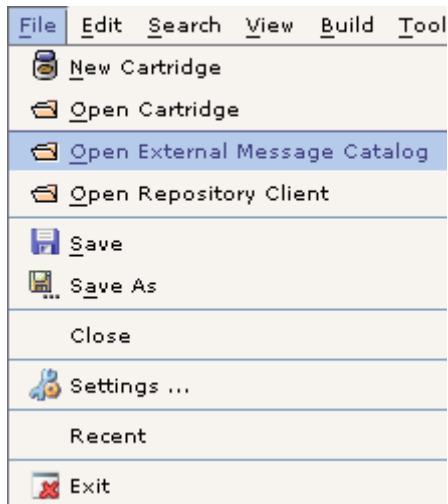 File Edit Search View Build Tool
New Cartridge
Open Cartridge
Open External Message Catalog
Open Repository Client
Save
Save As
Close
Settings ...
Recent
Exit